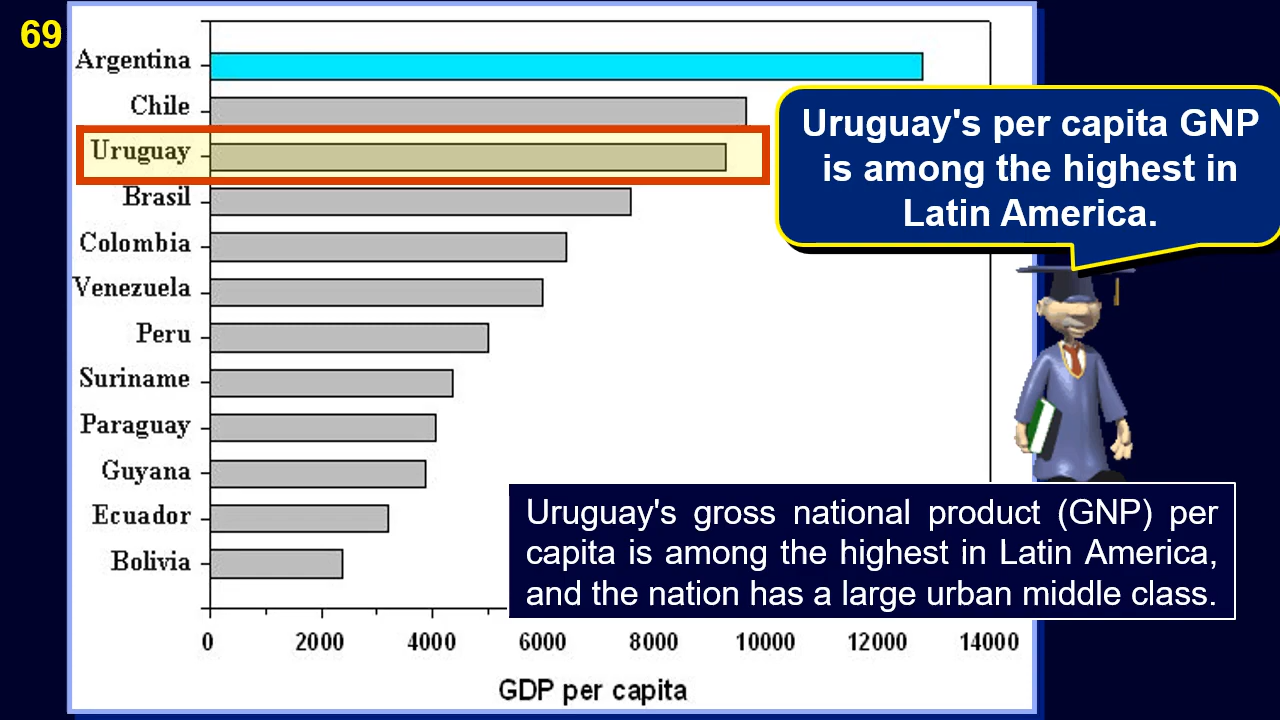 69
Argentina
Chile
Uruguay
Brasil
Colombia
Venezuela
Peru
Suriname
Paraguay
Guyana
Ecuador
Bolivia
0 2000 4000 6000 8000 10000 12000 14000
GDP per capita
Uruguay's per capita GNP
is among the highest in
Latin America.
Uruguay's gross national product (GNP) per
capita is among the highest in Latin America,
and the nation has a large urban middle class.